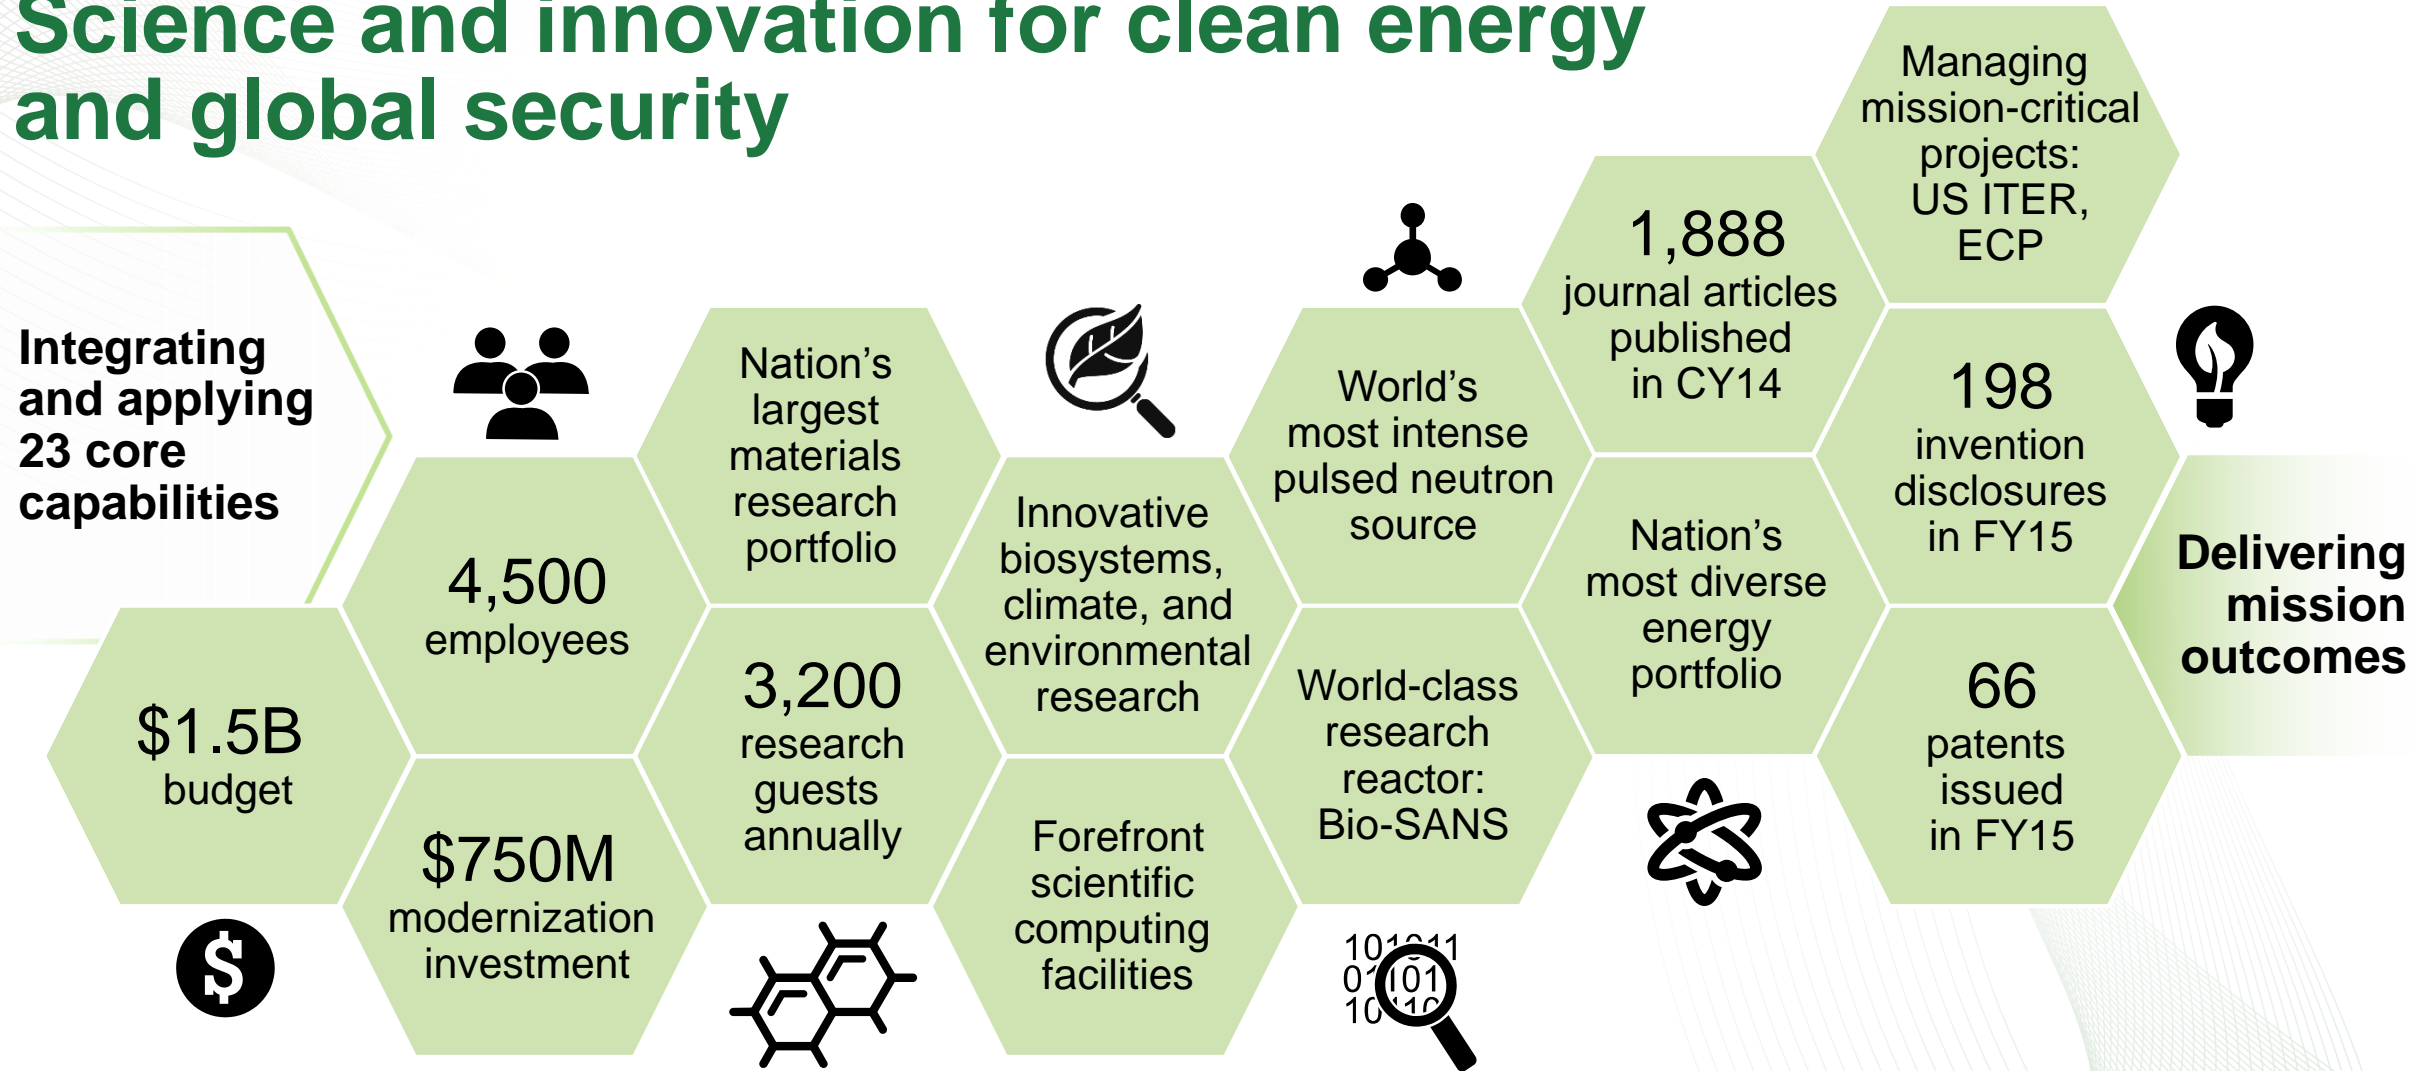 Science and innovation for clean energy
and global security
Integrating
and applying
23 core
capabilities
$1.5B
budget
4,500
employees
$750M
modernization
investment
Nation’s
largest
materials
research
portfolio
3,200
research
guests
annually
Innovative
biosystems,
climate, and
environmental
research
Forefront
scientific
computing
facilities
World’s
most intense
pulsed neutron
source
World-class
research
reactor:
Bio-SANS
1,888
journal articles
published
in CY14
Nation’s
most diverse
energy
portfolio
Managing
mission-critical
projects:
US ITER,
ECP
198
invention
disclosures
in FY15
66
patents
issued
in FY15
Delivering
mission
outcomes
$